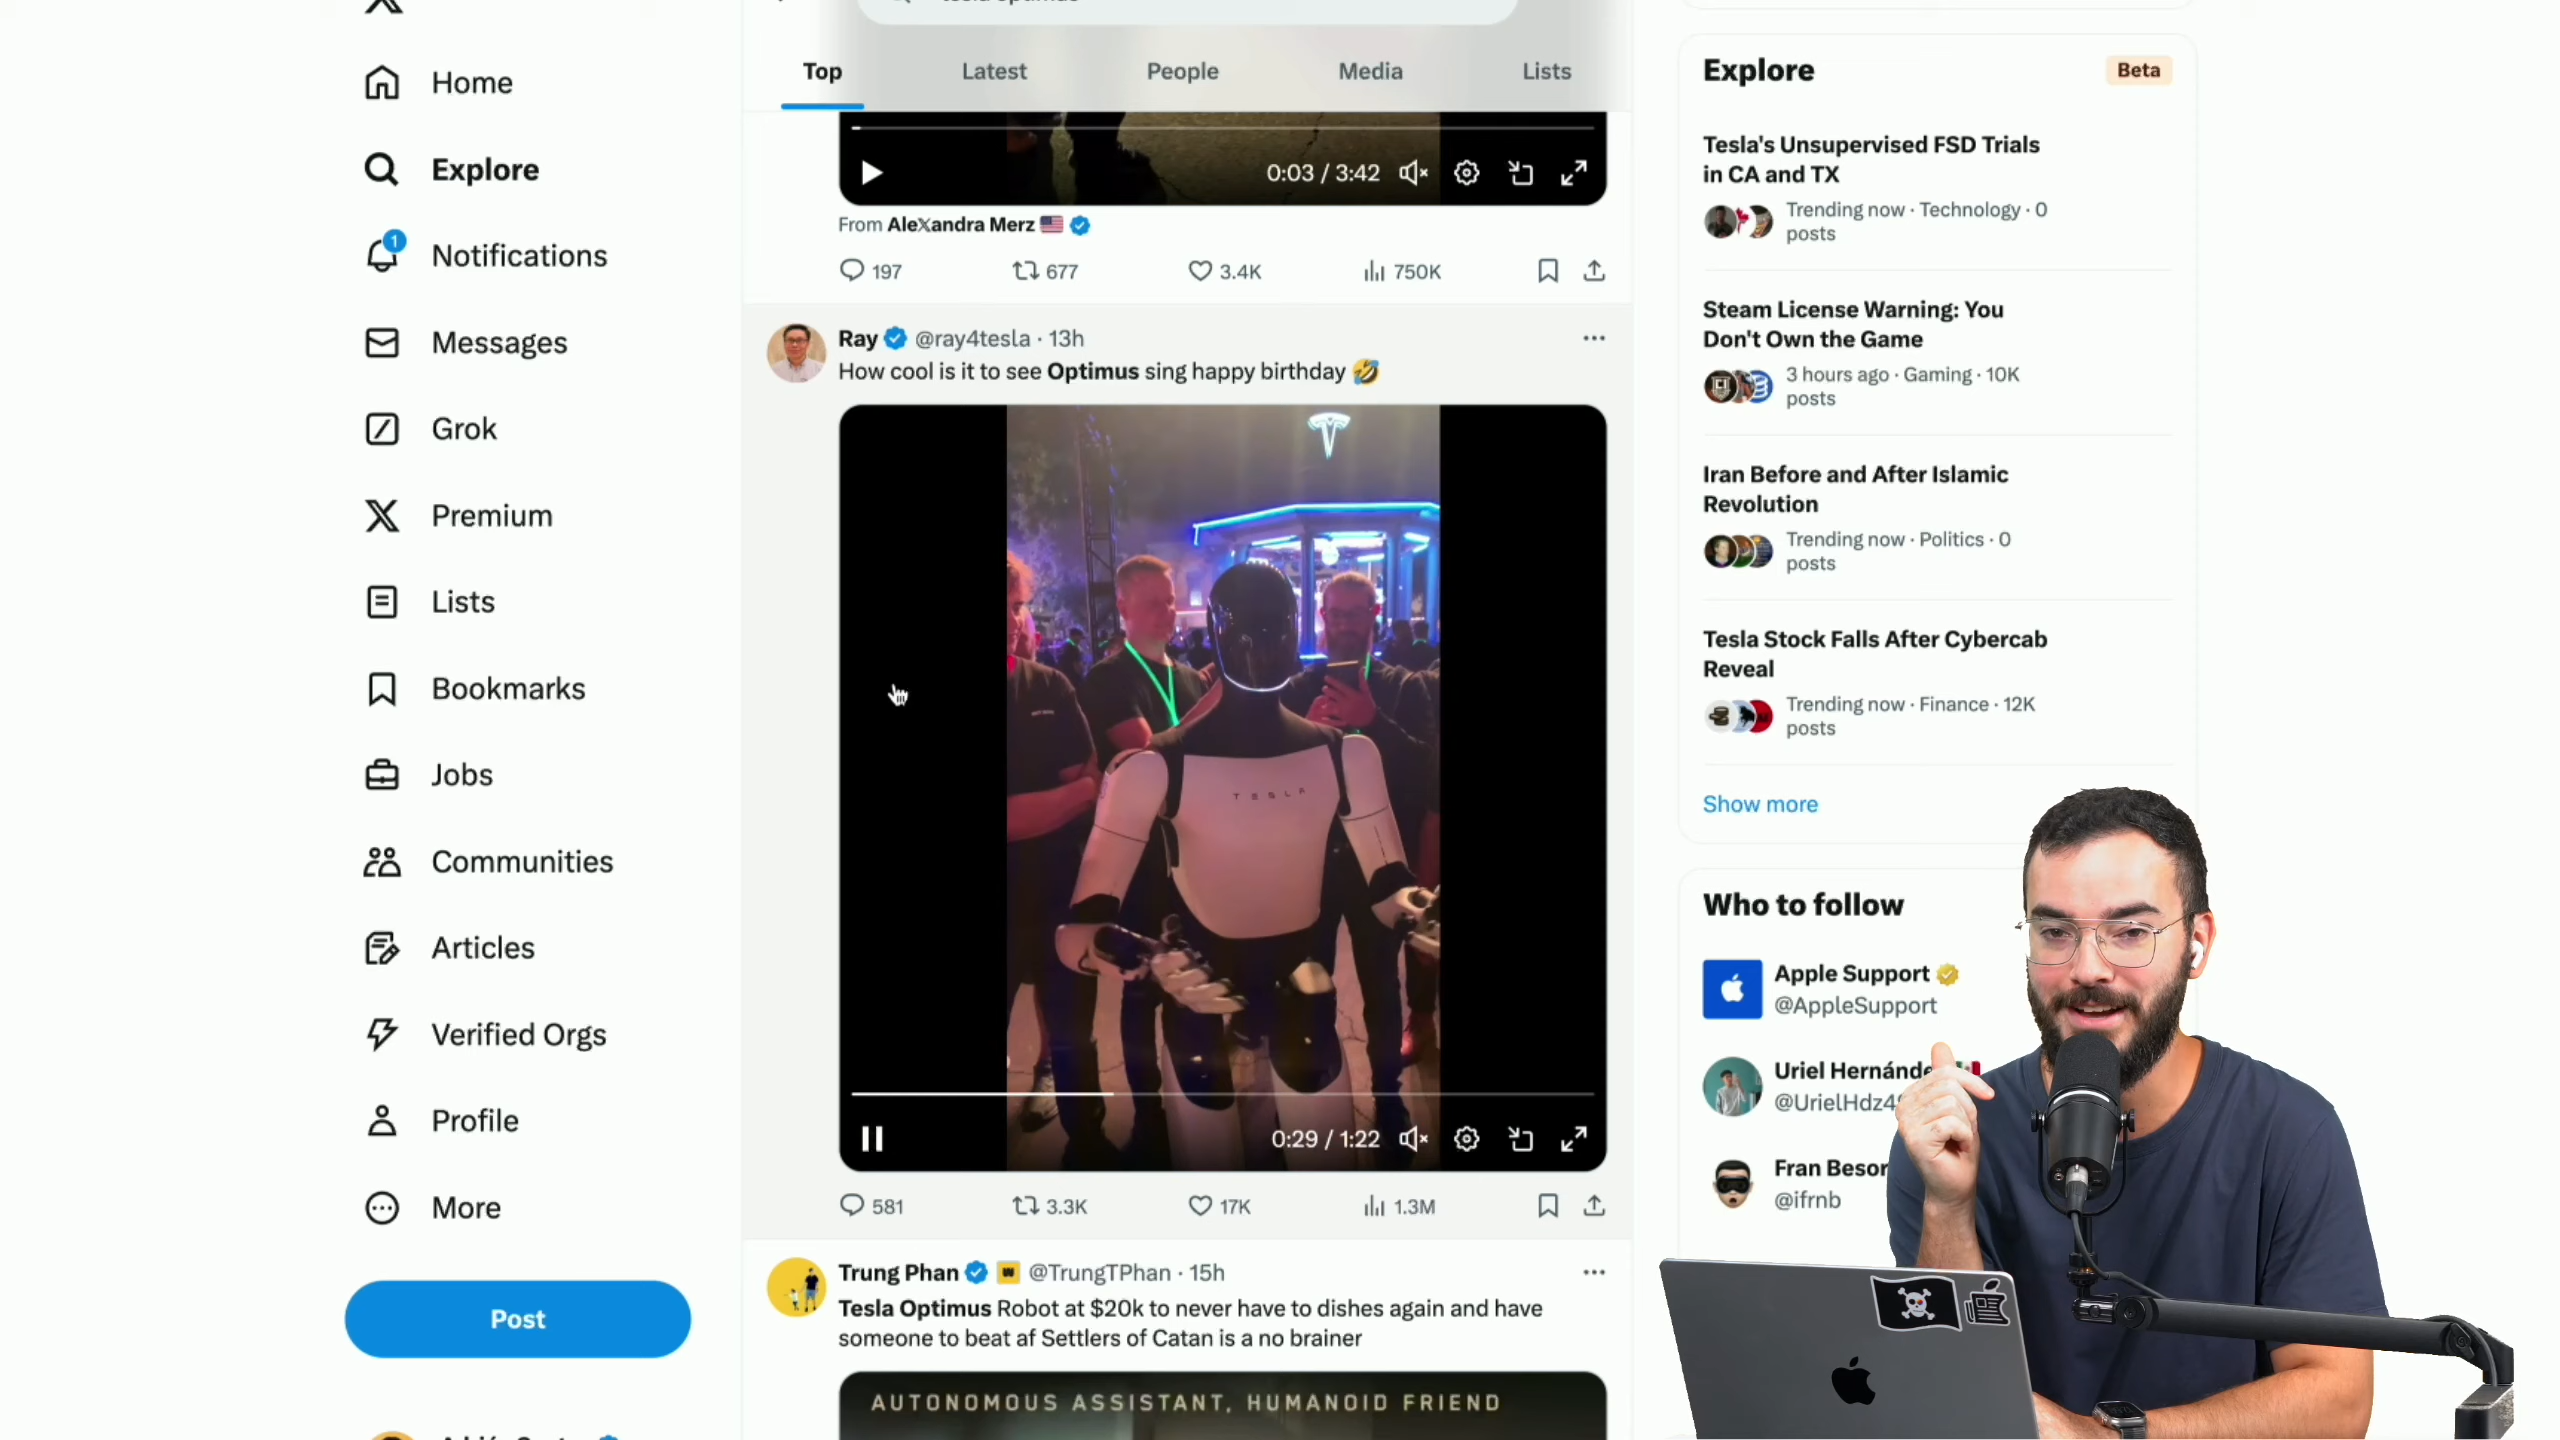 Home
Explore
1
Notifications
Messages
Grok
Premium
Lists
Bookmarks
Jobs
Communities
Articles
Verified Orgs
Profile
More
Post
Top
Latest
People
Media
Lists
0:03 / 3:42
From Ale𝕏andra Merz
197
677
3.4K
750K
Ray @ray4tesla · 13h
How cool is it to see Optimus sing happy birthday 🤣
TESLA
0:29 / 1:22
581
3.3K
17K
1.3M
Trung Phan @TrungTPhan · 15h
Tesla Optimus Robot at $20k to never have to dishes again and have
someone to beat af Settlers of Catan is a no brainer
AUTONOMOUS ASSISTANT, HUMANOID FRIEND
Explore
Beta
Tesla's Unsupervised FSD Trials
in CA and TX
Trending now · Technology · 0
posts
Steam License Warning: You
Don't Own the Game
3 hours ago · Gaming · 10K
posts
Iran Before and After Islamic
Revolution
Trending now · Politics · 0
posts
Tesla Stock Falls After Cybercab
Reveal
Trending now · Finance · 12K
posts
Show more
Who to follow
Apple Support
@AppleSupport
Uriel
Fran
@ifrnb